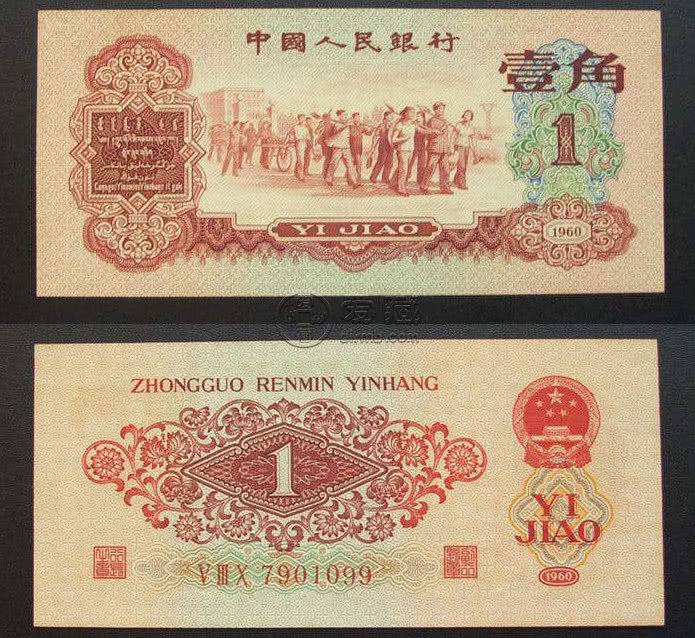 中國人民銀行
壹角
1
YI JIAO
1960
ZHONGGUO RENMIN YINHANG
1
YI
JIAO
V III X 7901099
1960